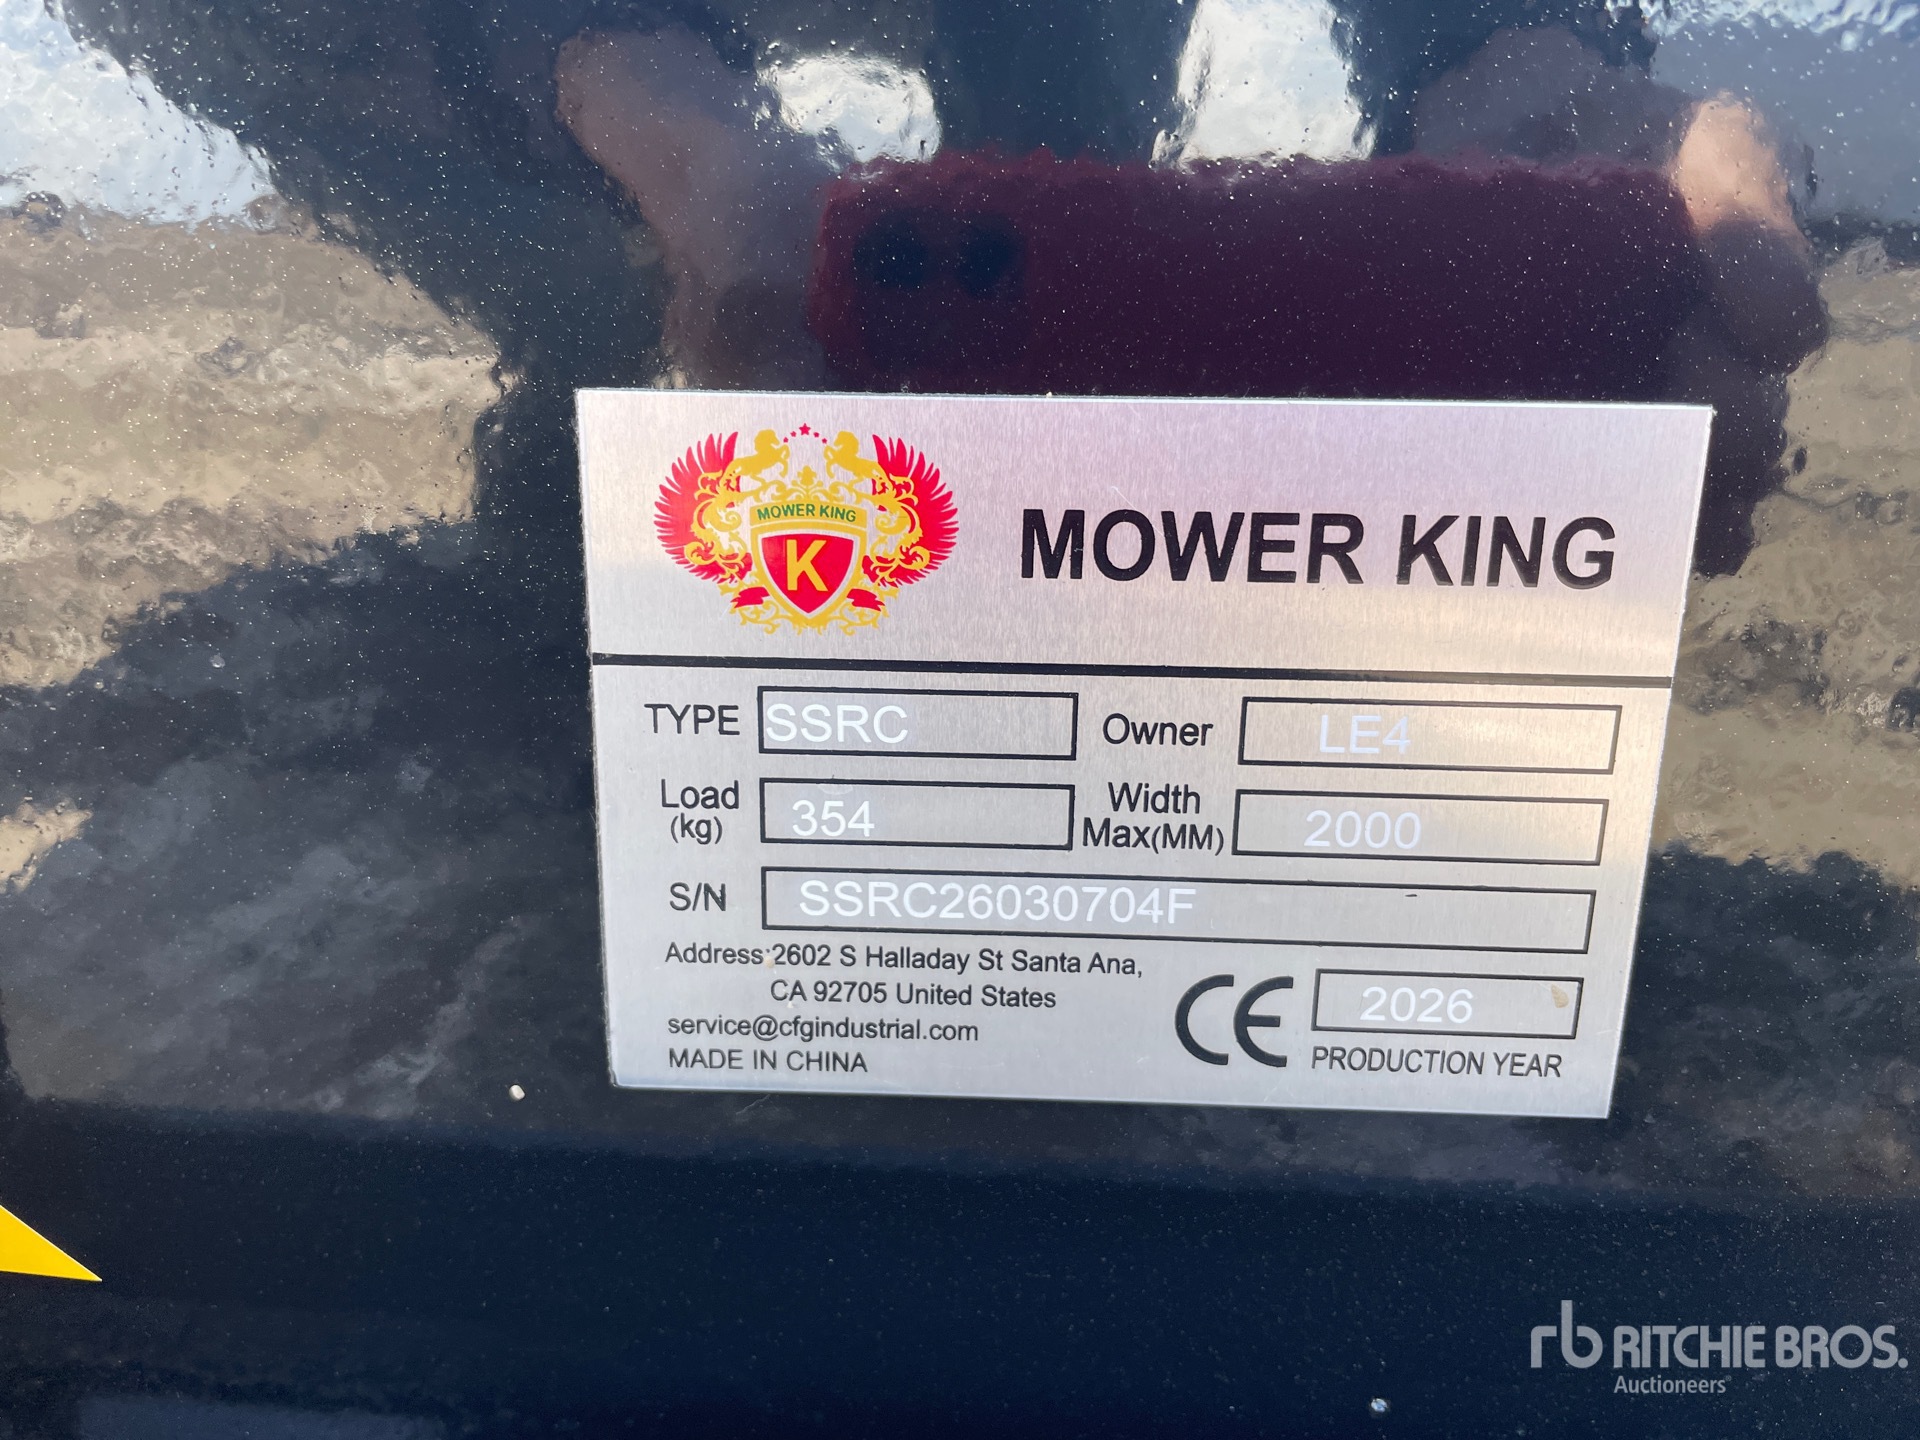 MOWER KING
K
MOWER KING
TYPE SSRC Owner LE4
Load (kg) 354 Width Max(MM) 2000
S/N SSRC26030704F
Address:2602 S Halladay St Santa Ana,
CA 92705 United States
service@cfgindustrial.com
MADE IN CHINA
CE 2026
PRODUCTION YEAR
rb RITCHIE BROS.
Auctioneers